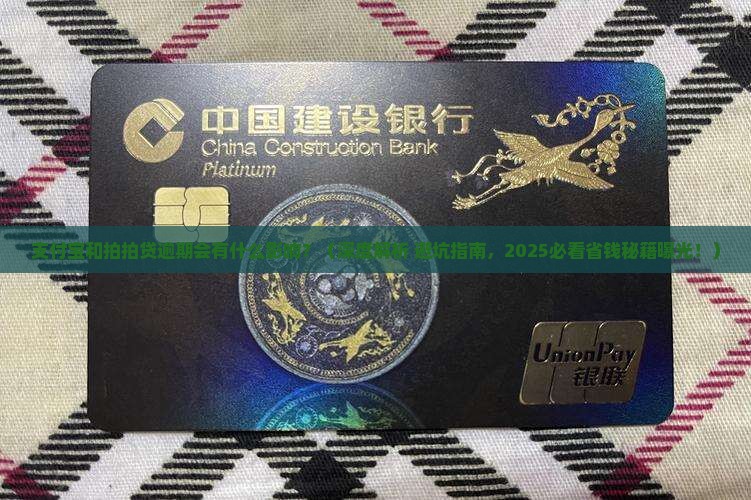 中国建设银行
China Construction Bank
Platinum
支付宝和拍拍贷逾期会有什么影响？（深度解析 避坑指南，2025必看省钱秘籍曝光！）
UnionPay
银联